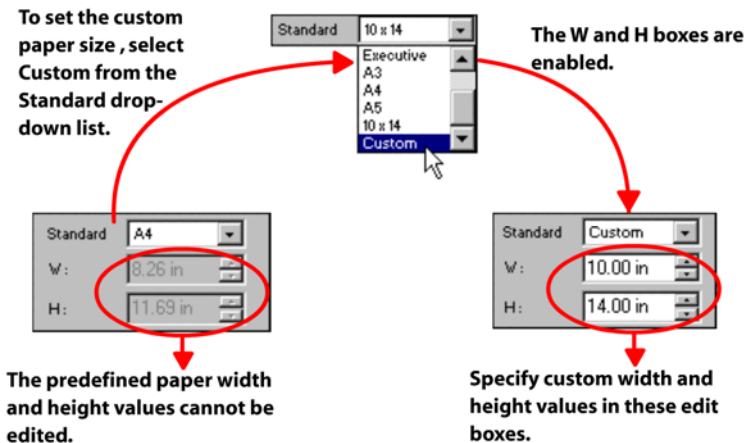 To set the custom
paper size , select
Custom from the
Standard drop-
down list.
Standard 10 x 14
Executive
A3
A4
A5
10 x 14
Custom
The W and H boxes are
enabled.
Standard A4
W: 8.26 in
H: 11.69 in
The predefined paper width
and height values cannot be
edited.
Standard Custom
W: 10.00 in
H: 14.00 in
Specify custom width and
height values in these edit
boxes.